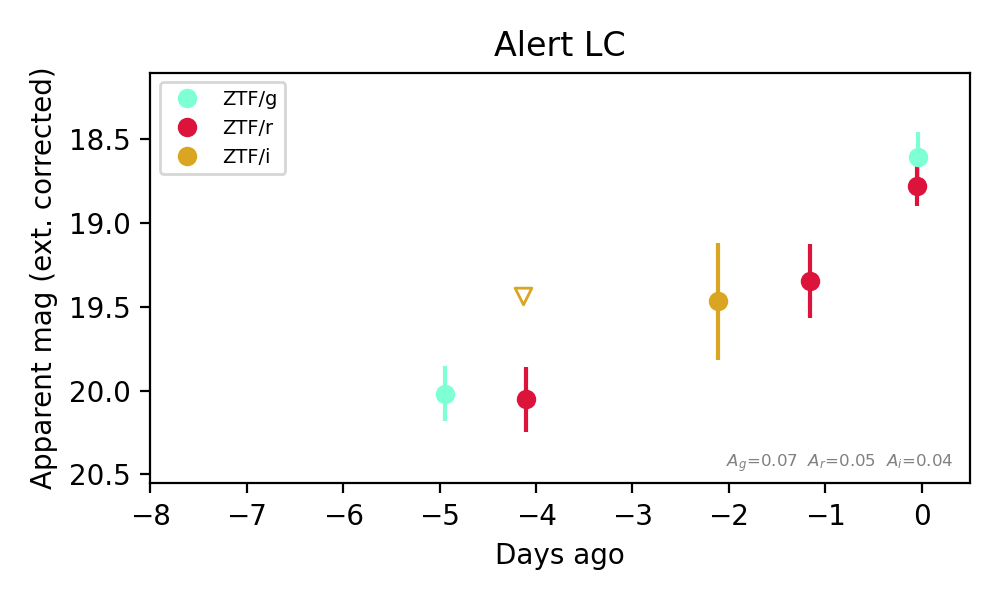 Alert LC
ZTF/g
ZTF/r
ZTF/i
Apparent mag (ext. corrected)
18.5
19.0
19.5
20.0
20.5
A_g=0.07 A_r=0.05 A_i=0.04
−8 −7 −6 −5 −4 −3 −2 −1 0
Days ago